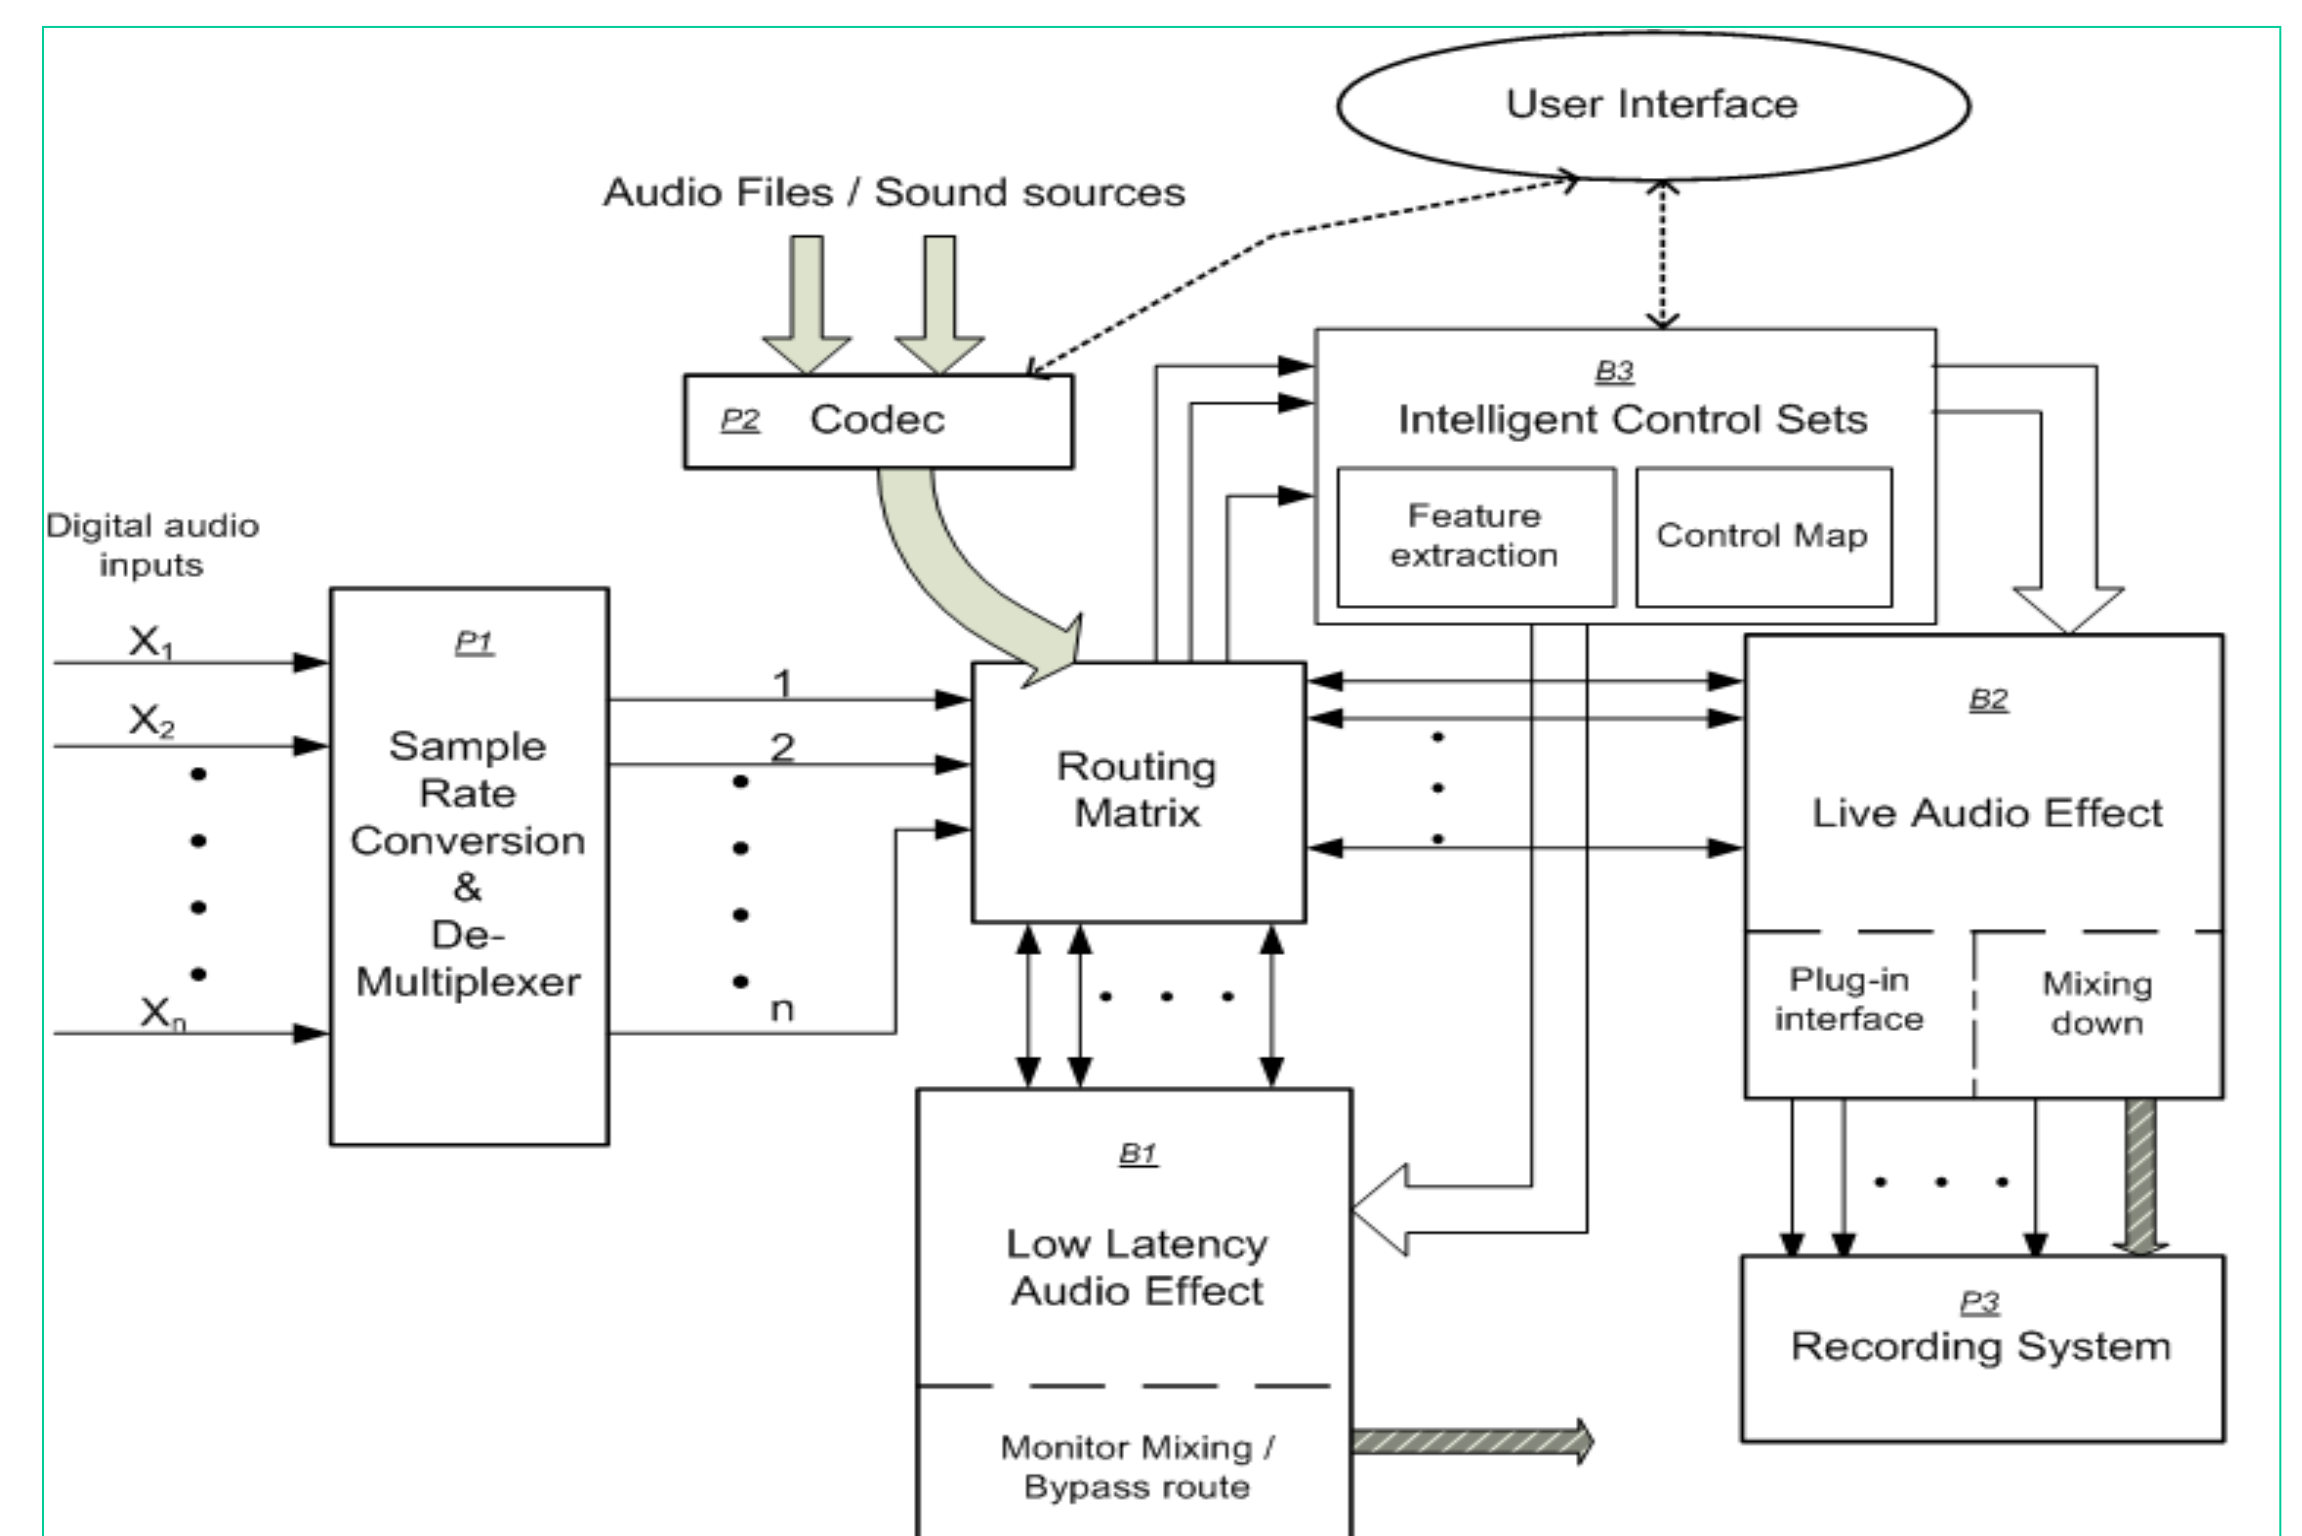 User Interface
Audio Files / Sound sources
B3
Intelligent Control Sets
P2 Codec
Feature
extraction
Control Map
Digital audio
inputs
X1
X2
Xn
P1
Sample
Rate
Conversion
&
De-
Multiplexer
1
2
n
Routing
Matrix
B2
Live Audio Effect
Plug-in
interface
Mixing
down
B1
Low Latency
Audio Effect
Monitor Mixing /
Bypass route
P3
Recording System